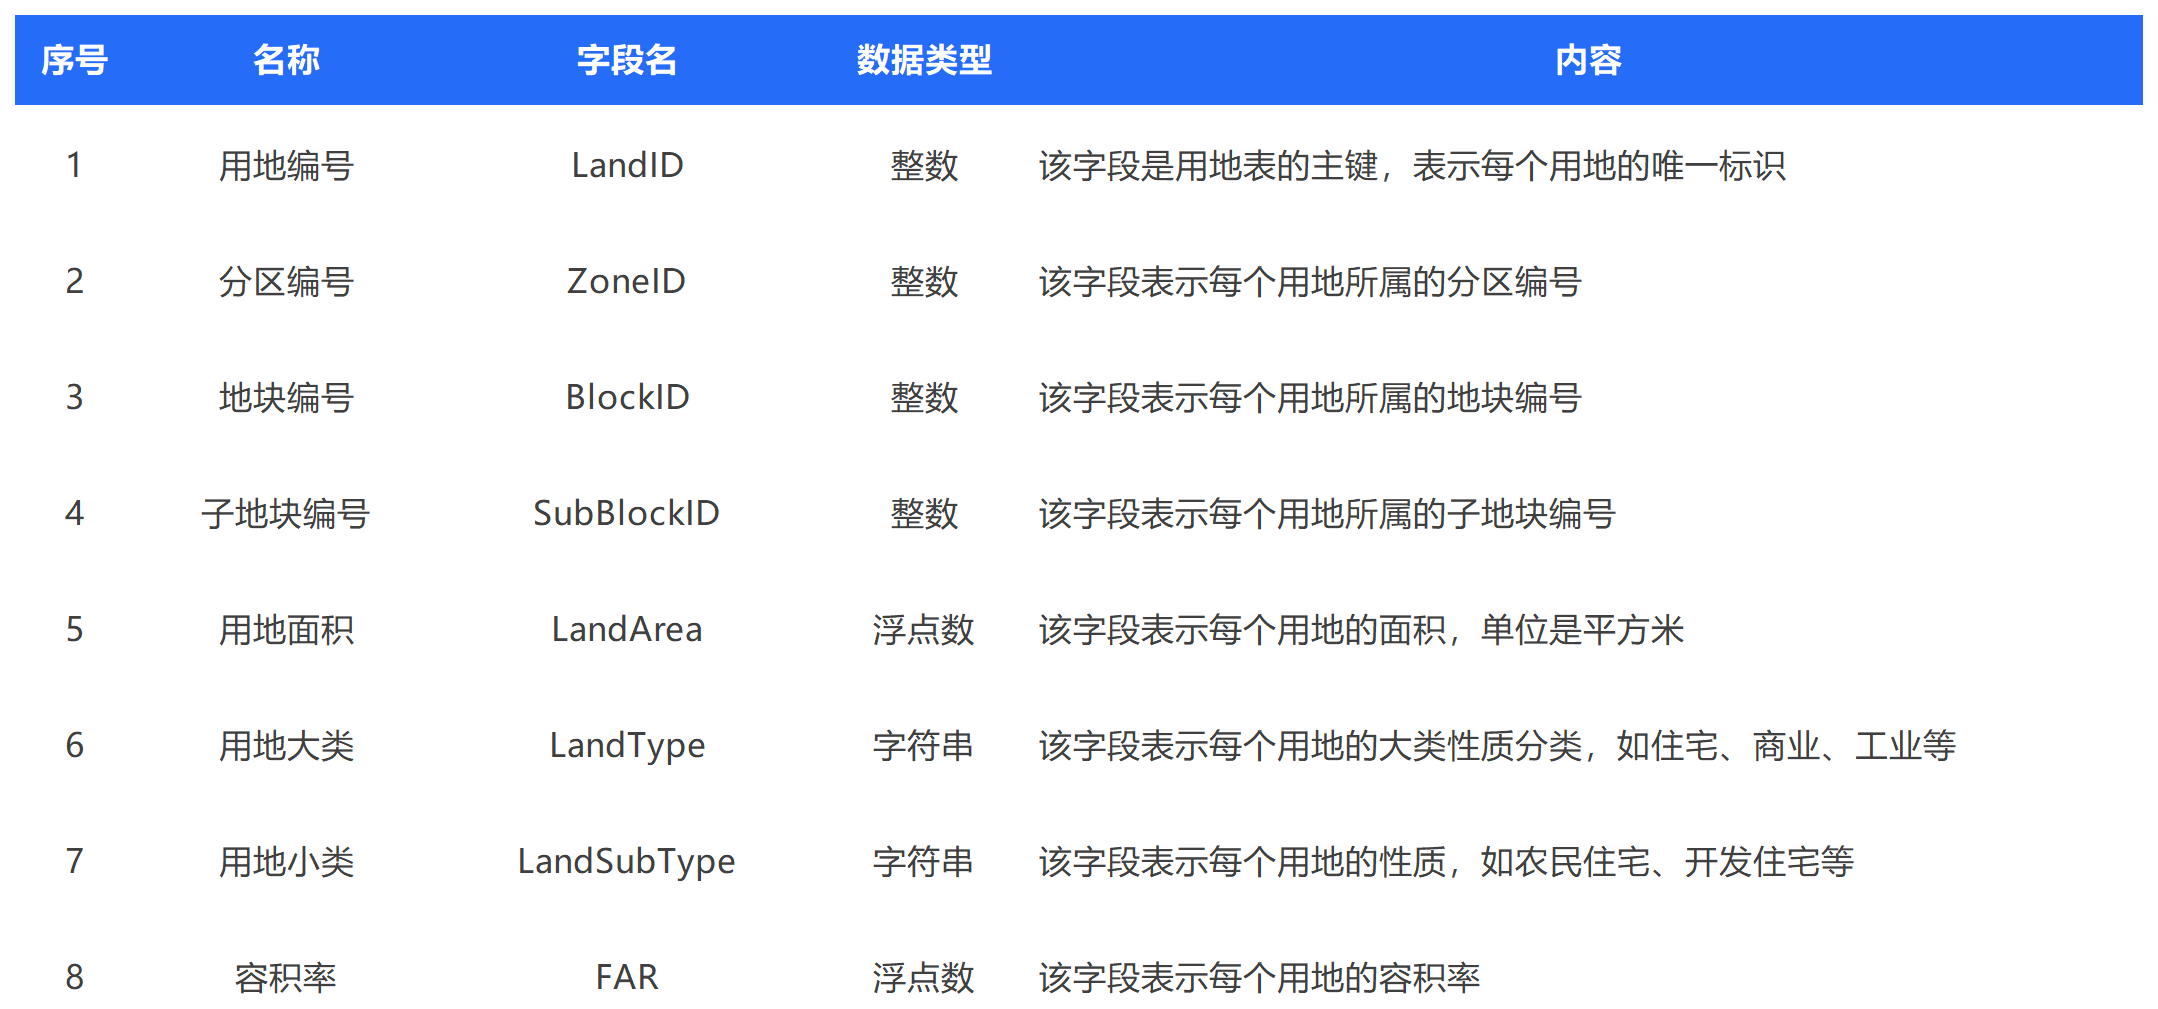 序号 名称 字段名 数据类型 内容
1 用地编号 LandID 整数 该字段是用地表的主键，表示每个用地的唯一标识
2 分区编号 ZoneID 整数 该字段表示每个用地所属的分区编号
3 地块编号 BlockID 整数 该字段表示每个用地所属的地块编号
4 子地块编号 SubBlockID 整数 该字段表示每个用地所属的子地块编号
5 用地面积 LandArea 浮点数 该字段表示每个用地的面积，单位是平方米
6 用地大类 LandType 字符串 该字段表示每个用地的大类性质分类，如住宅、商业、工业等
7 用地小类 LandSubType 字符串 该字段表示每个用地的性质，如农民住宅、开发住宅等
8 容积率 FAR 浮点数 该字段表示每个用地的容积率